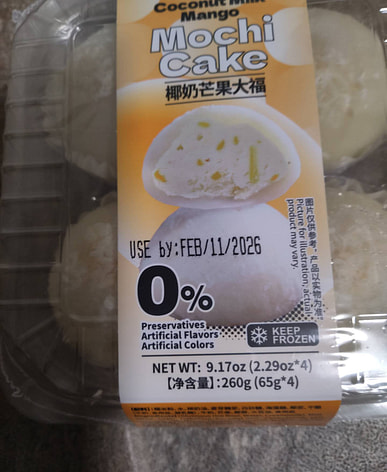 Coconut Milk
Mango
Mochi
Cake
椰奶芒果大福
图片仅供参考，产品以实物为准
Picture for illustration, actual
product may vary.
USE by:FEB/11/2026
0%
Preservatives
Artificial Flavors
Artificial Colors
KEEP
FROZEN
NET WT: 9.17oz (2.29oz*4)
【净含量】:260g (65g*4)